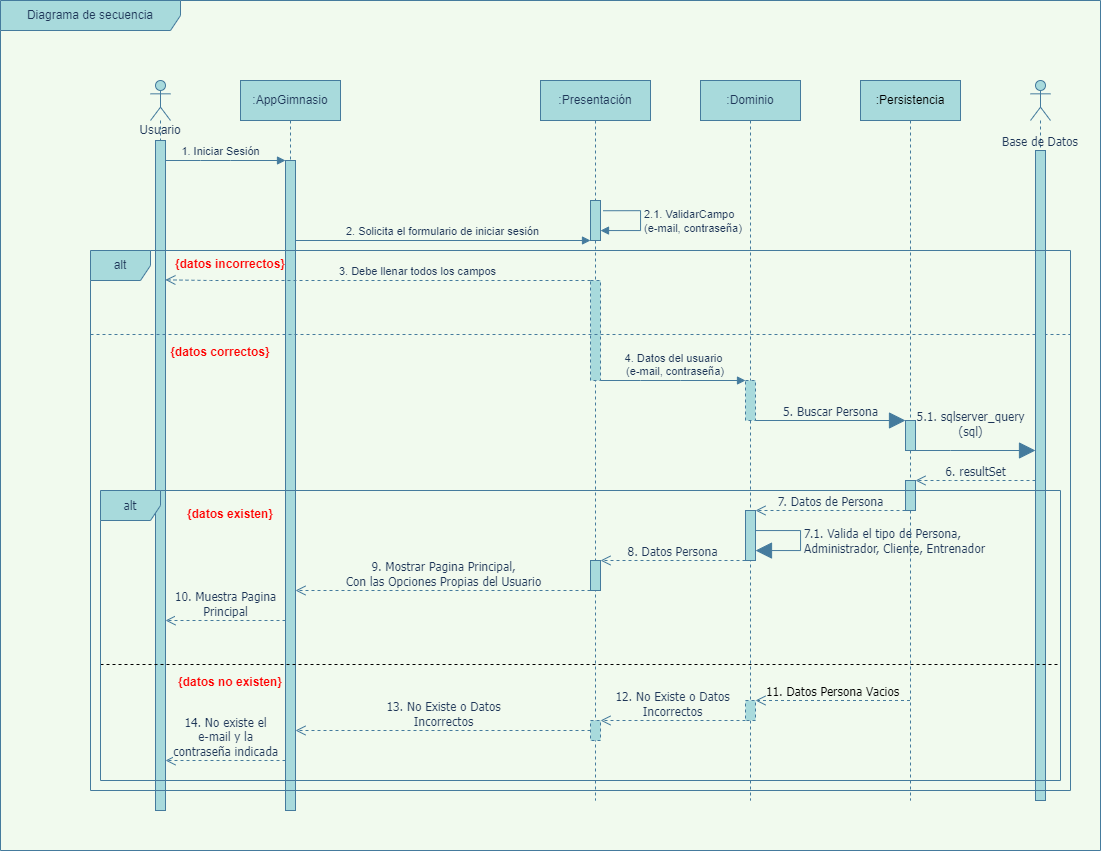 Diagrama de secuencia
:AppGimnasio
:Presentación
:Dominio
:Persistencia
Usuario
Base de Datos
1. Iniciar Sesión
2.1. ValidarCampo
(e-mail, contraseña)
2. Solicita el formulario de iniciar sesión
alt
{datos incorrectos}
3. Debe llenar todos los campos
{datos correctos}
4. Datos del usuario
(e-mail, contraseña)
5. Buscar Persona
5.1. sqlserver_query
(sql)
6. resultSet
alt
{datos existen}
7. Datos de Persona
7.1. Valida el tipo de Persona,
Administrador, Cliente, Entrenador
8. Datos Persona
9. Mostrar Pagina Principal,
Con las Opciones Propias del Usuario
10. Muestra Pagina
Principal
{datos no existen}
11. Datos Persona Vacios
12. No Existe o Datos
Incorrectos
13. No Existe o Datos
Incorrectos
14. No existe el
e-mail y la
contraseña indicada